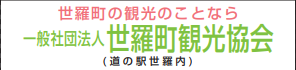 世羅町の観光のことなら
一般社団法人世羅町観光協会
(道の駅世羅内)